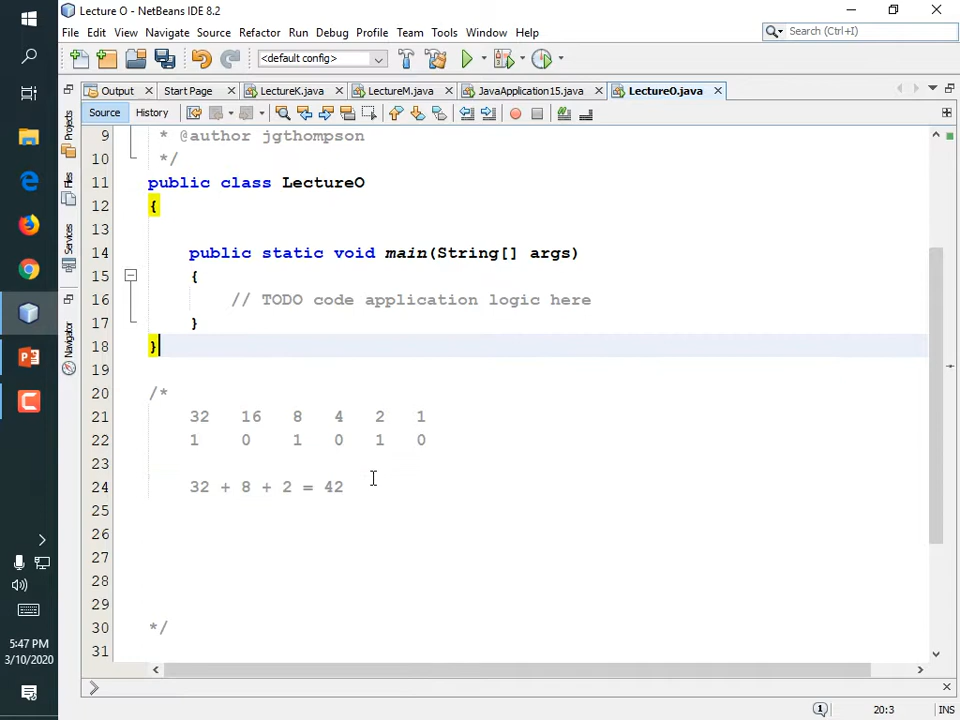 Lecture O - NetBeans IDE 8.2
File Edit View Navigate Source Refactor Run Debug Profile Team Tools Window Help
Search (Ctrl+I)
<default config>
Output Start Page LectureK.java LectureM.java JavaApplication15.java LectureO.java
Source History
Projects
Files
Services
Navigator
9 * @author jgthompson
10 */
11 public class LectureO
12 {
13
14 public static void main(String[] args)
15 {
16 // TODO code application logic here
17 }
18 }
19
20 /*
21 32 16 8 4 2 1
22 1 0 1 0 1 0
23
24 32 + 8 + 2 = 42
25
26
27
28
29
30 */
31
5:47 PM
3/10/2020
1 20:3 INS